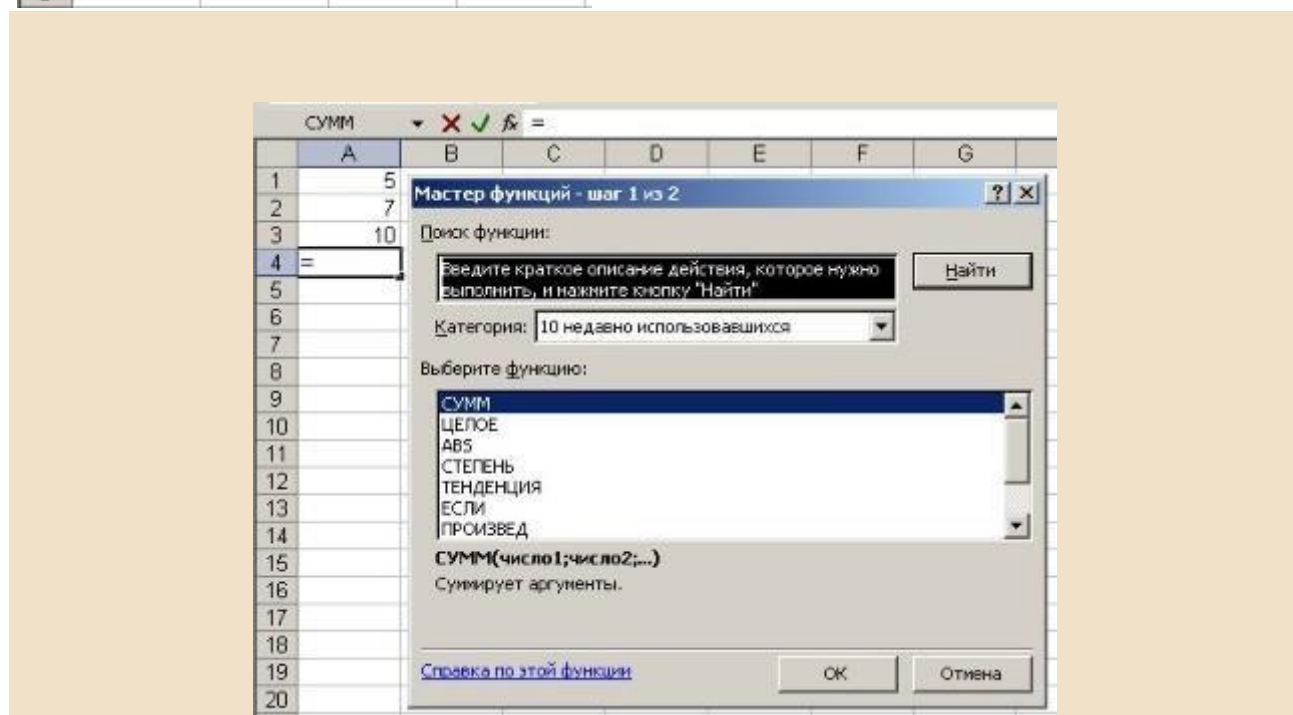 СУММ fx =
A B C D E F G
1 5
2 7
3 10
4 =
5
6
7
8
9
10
11
12
13
14
15
16
17
18
19
20
Мастер функций - шаг 1 из 2
Поиск функции:
Введите краткое описание действия, которое нужно
выполнить, и нажмите кнопку "Найти"
Найти
Категория: 10 недавно использовавшихся
Выберите функцию:
СУММ
ЦЕЛОЕ
ABS
СТЕПЕНЬ
ТЕНДЕНЦИЯ
ЕСЛИ
ПРОИЗВЕД
СУММ(число1;число2;...)
Суммирует аргументы.
Справка по этой функции
ОК
Отмена